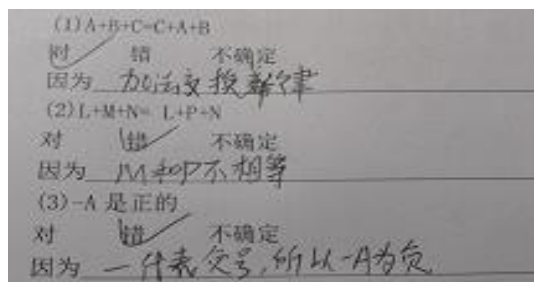 (1)A+B+C=C+A+B
对 错 不确定
因为 加法交换律
(2)L+M+N= L+P+N
对 错 不确定
因为 M和P不相等
(3)-A 是正的
对 错 不确定
因为 一代表负号,所以-A为负